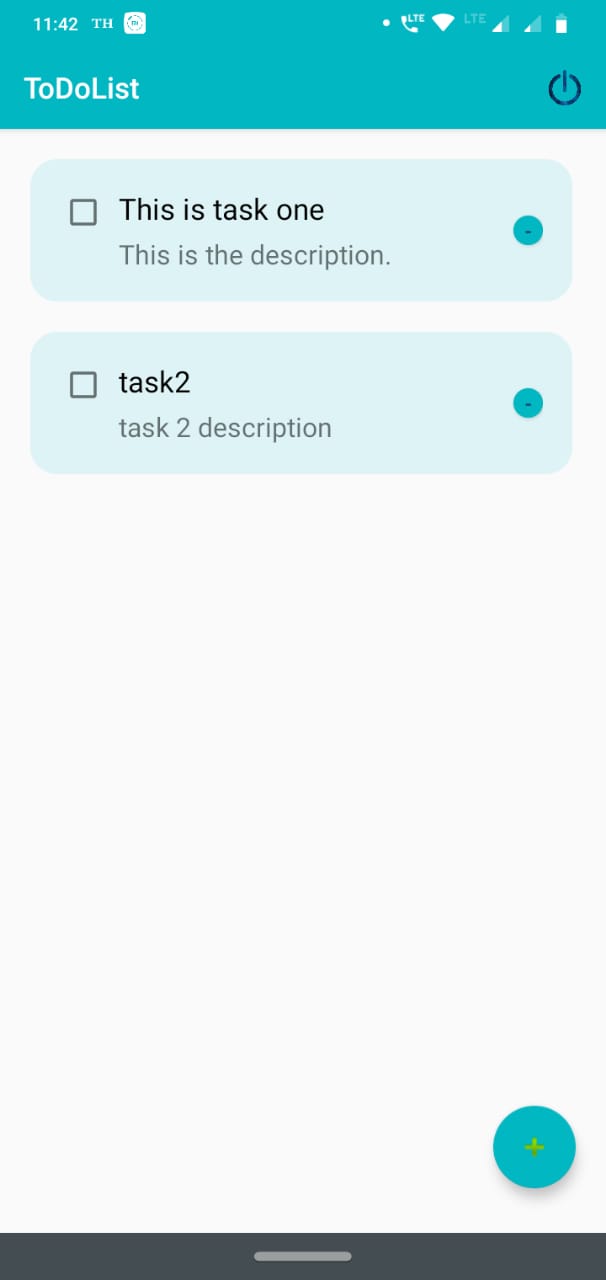 11:42 TH LTE LTE
ToDoList
This is task one
This is the description.
-
task2
task 2 description
-
+